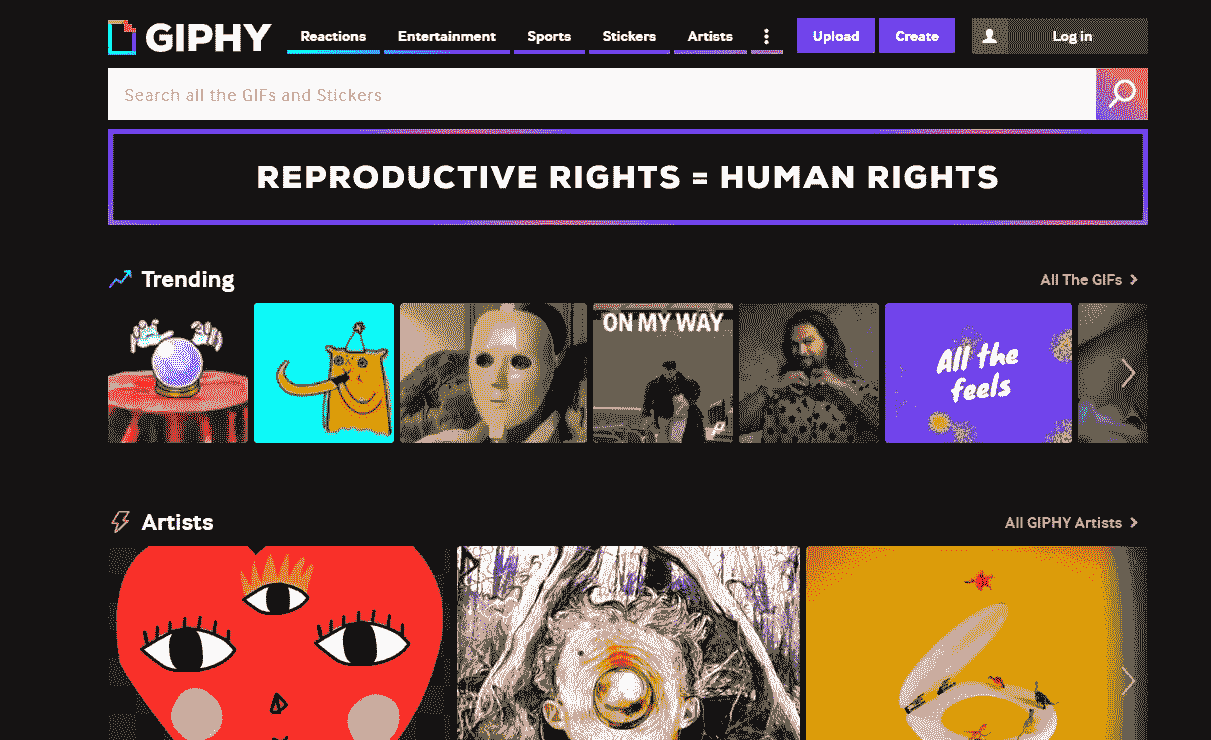 GIPHY
Reactions
Entertainment
Sports
Stickers
Artists
Upload
Create
Log in
Search all the GIFs and Stickers
REPRODUCTIVE RIGHTS = HUMAN RIGHTS
Trending
All The GIFs
ON MY WAY
All the
feels
Artists
All GIPHY Artists